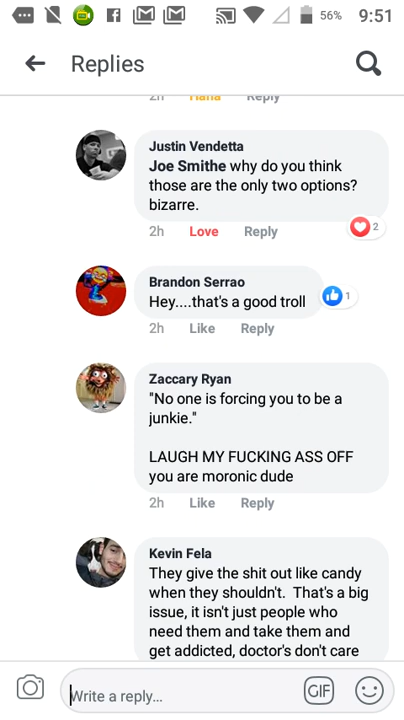 56% 9:51
Replies
2h Haha Reply
Justin Vendetta
Joe Smithe why do you think
those are the only two options?
bizarre.
2
2h Love Reply
Brandon Serrao
Hey....that's a good troll
1
2h Like Reply
Zaccary Ryan
"No one is forcing you to be a
junkie."
LAUGH MY FUCKING ASS OFF
you are moronic dude
2h Like Reply
Kevin Fela
They give the shit out like candy
when they shouldn't. That's a big
issue, it isn't just people who
need them and take them and
get addicted, doctor's don't care
Write a reply...
GIF